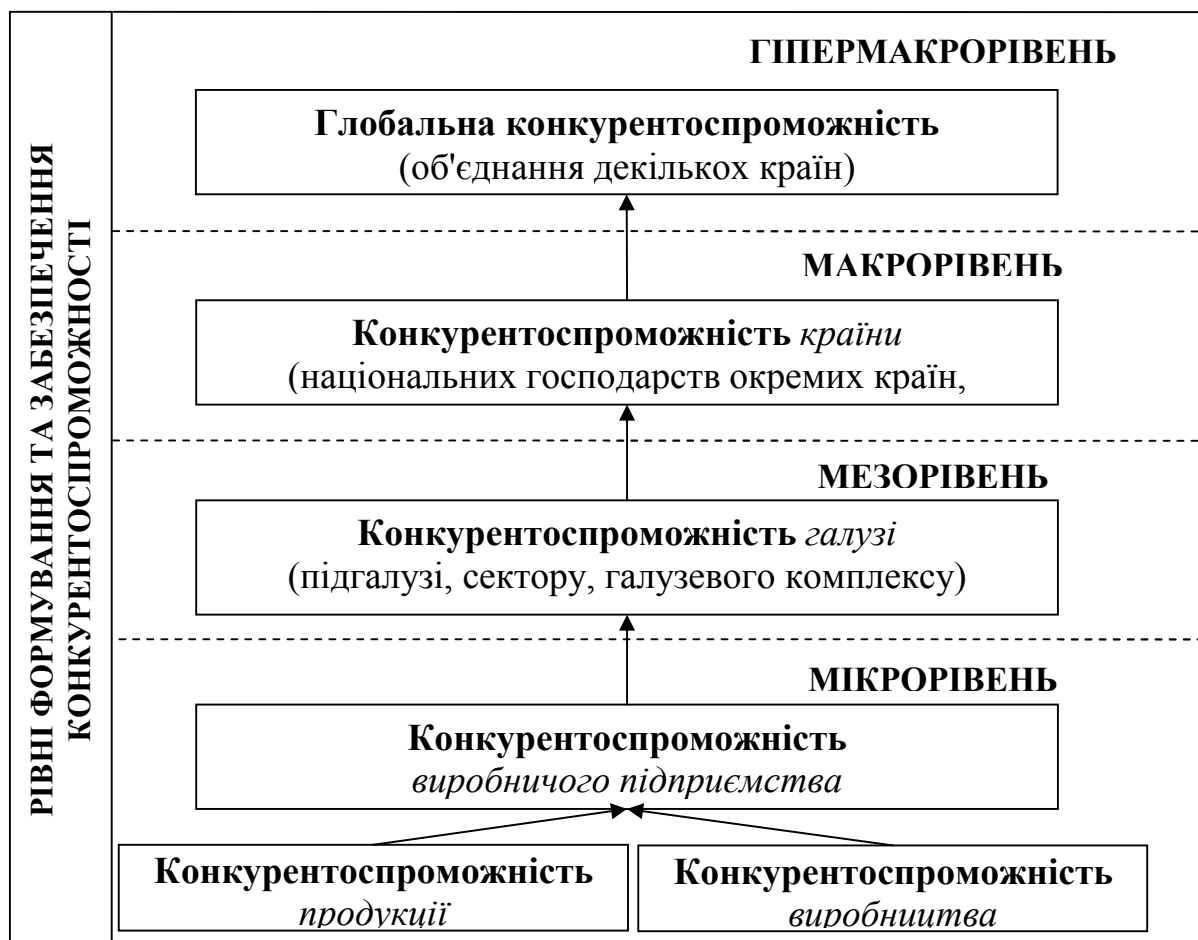 РІВНІ ФОРМУВАННЯ ТА ЗАБЕЗПЕЧЕННЯ
КОНКУРЕНТОСПРОМОЖНОСТІ
ГІПЕРМАКРОРІВЕНЬ
Глобальна конкурентоспроможність
(об'єднання декількох країн)
МАКРОРІВЕНЬ
Конкурентоспроможність країни
(національних господарств окремих країн,
МЕЗОРІВЕНЬ
Конкурентоспроможність галузі
(підгалузі, сектору, галузевого комплексу)
МІКРОРІВЕНЬ
Конкурентоспроможність
виробничого підприємства
Конкурентоспроможність
продукції
Конкурентоспроможність
виробництва